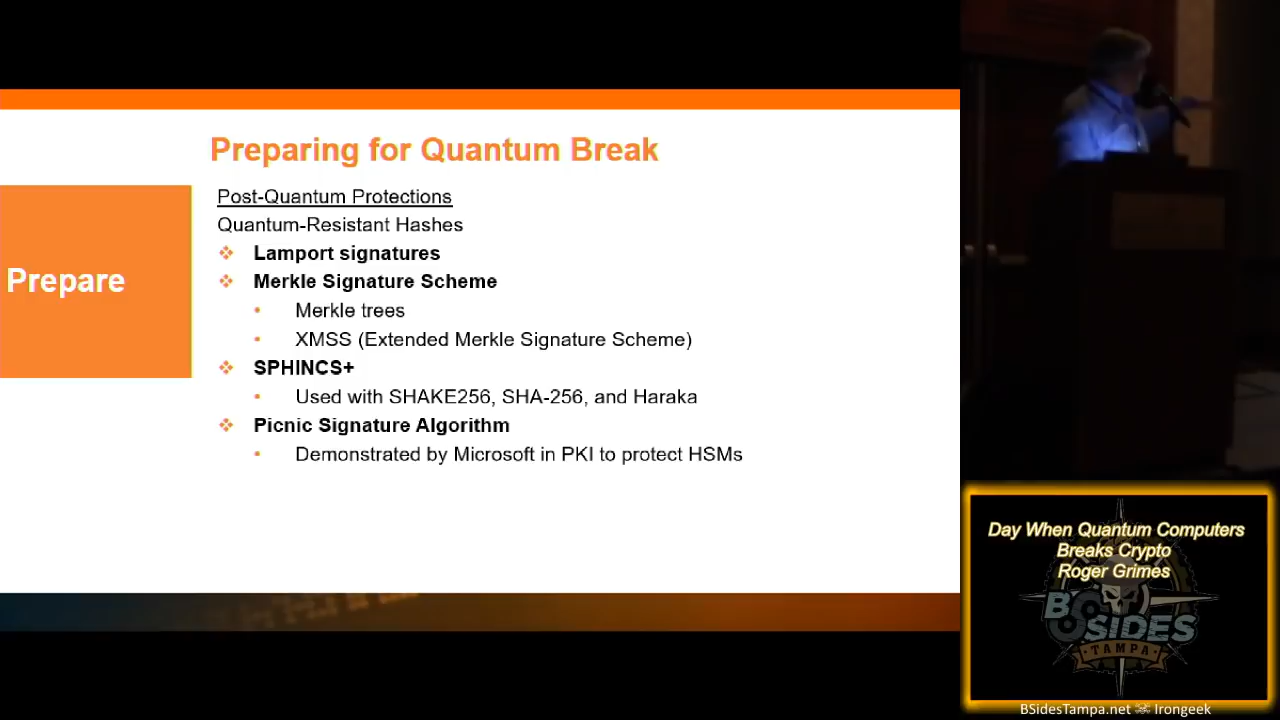 Preparing for Quantum Break
Prepare
Post-Quantum Protections
Quantum-Resistant Hashes
❖ Lamport signatures
❖ Merkle Signature Scheme
• Merkle trees
• XMSS (Extended Merkle Signature Scheme)
❖ SPHINCS+
• Used with SHAKE256, SHA-256, and Haraka
❖ Picnic Signature Algorithm
• Demonstrated by Microsoft in PKI to protect HSMs
Day When Quantum Computers
Breaks Crypto
Roger Grimes
BSIDES
TAMPA
BSidesTampa.net ☠ Irongeek